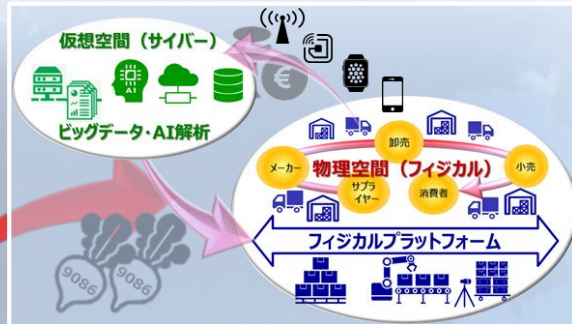 仮想空間（サイバー）
AI
ビッグデータ・AI解析
€
卸売
メーカー
物理空間（フィジカル）
小売
サプラ
イヤー
消費者
フィジカルプラットフォーム
9086
9086